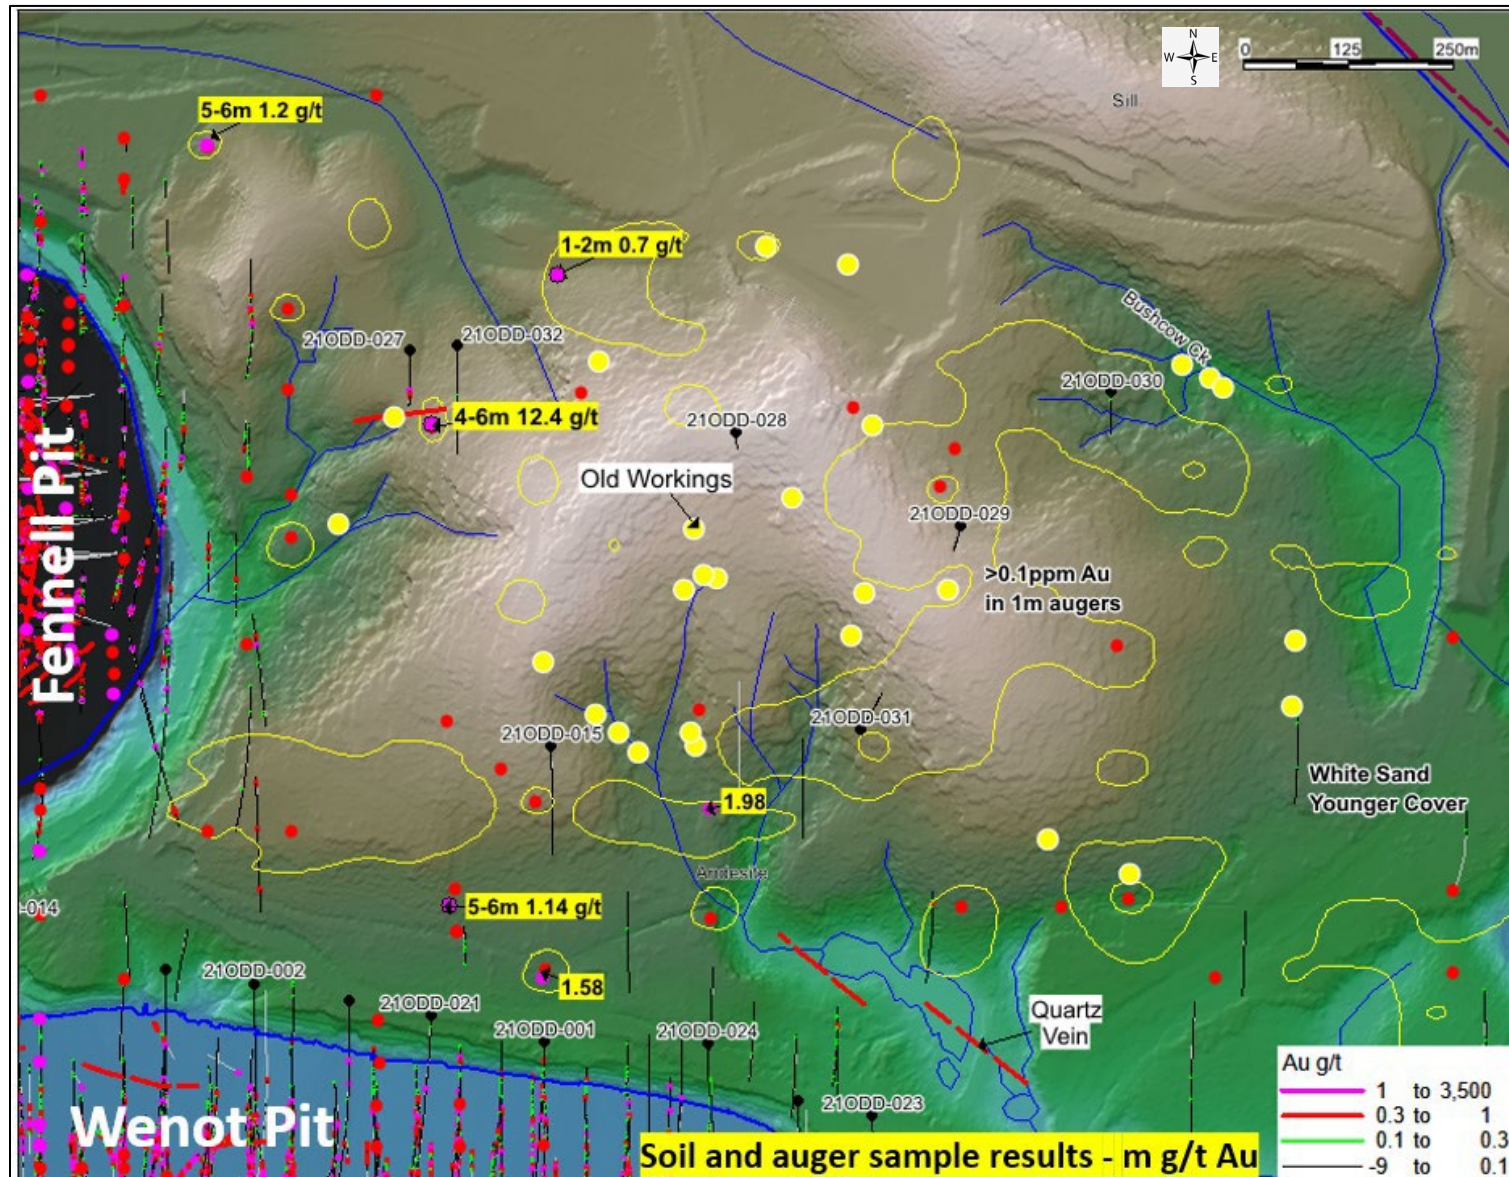 N
W E
S
0 125 250m
Sill
5-6m 1.2 g/t
1-2m 0.7 g/t
Bushcow Ck
21ODD-027
21ODD-032
21ODD-030
4-6m 12.4 g/t
21ODD-028
Fennell Pit
Old Workings
21ODD-029
>0.1ppm Au
in 1m augers
21ODD-015
21ODD-031
White Sand
Younger Cover
1.98
Andesite
5-6m 1.14 g/t
-014
21ODD-002
1.58
21ODD-021
21ODD-001
21ODD-024
Quartz
Vein
21ODD-023
Wenot Pit
Soil and auger sample results - m g/t Au
Au g/t
1 to 3,500
0.3 to 1
0.1 to 0.3
-9 to 0.1